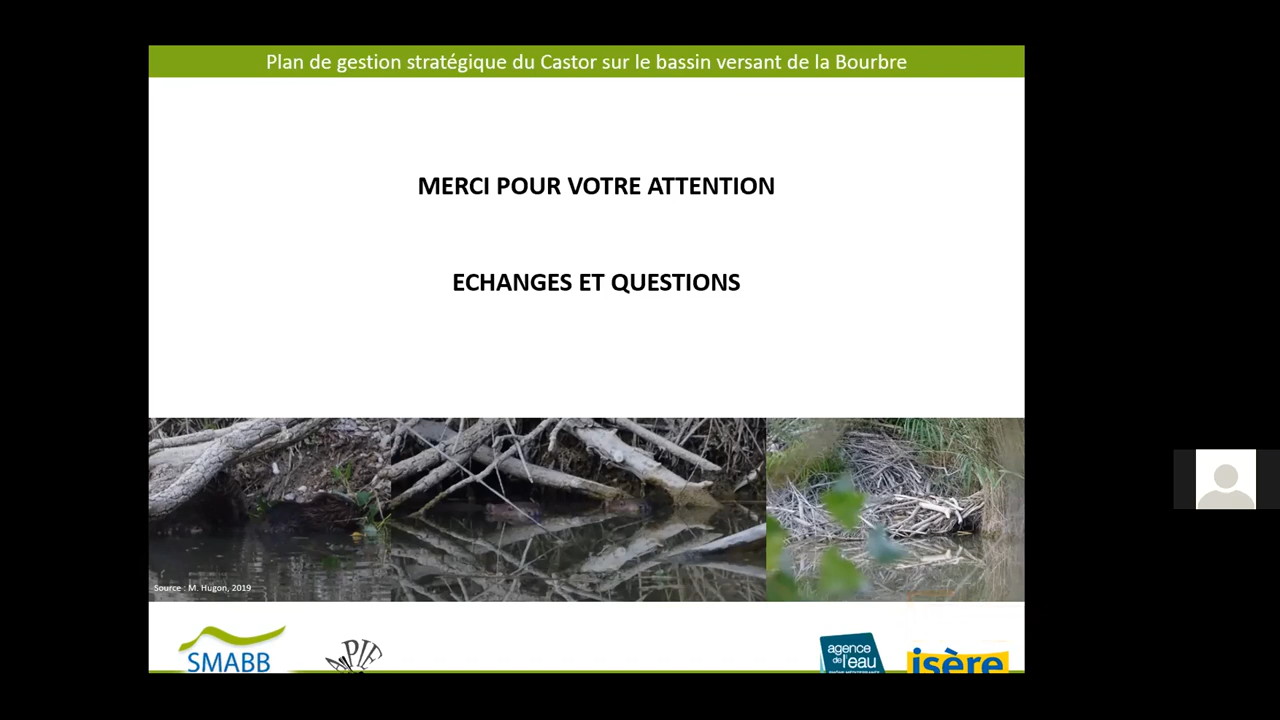 Plan de gestion stratégique du Castor sur le bassin versant de la Bourbre
MERCI POUR VOTRE ATTENTION
ECHANGES ET QUESTIONS
Source : M. Hugon, 2019
SMABB
APIE
agence
de l'eau
isère